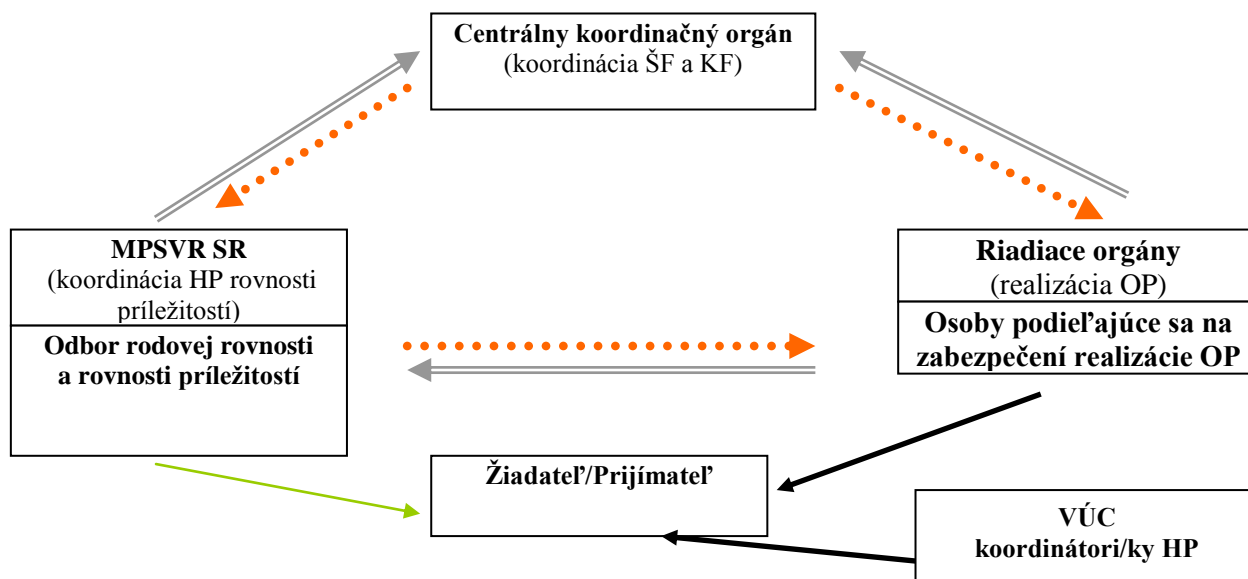 Centrálny koordinačný orgán
(koordinácia ŠF a KF)
MPSVR SR
(koordinácia HP rovnosti
príležitostí)
Odbor rodovej rovnosti
a rovnosti príležitostí
Riadiace orgány
(realizácia OP)
Osoby podieľajúce sa na
zabezpečení realizácie OP
Žiadateľ/Prijímateľ
VÚC
koordinátori/ky HP